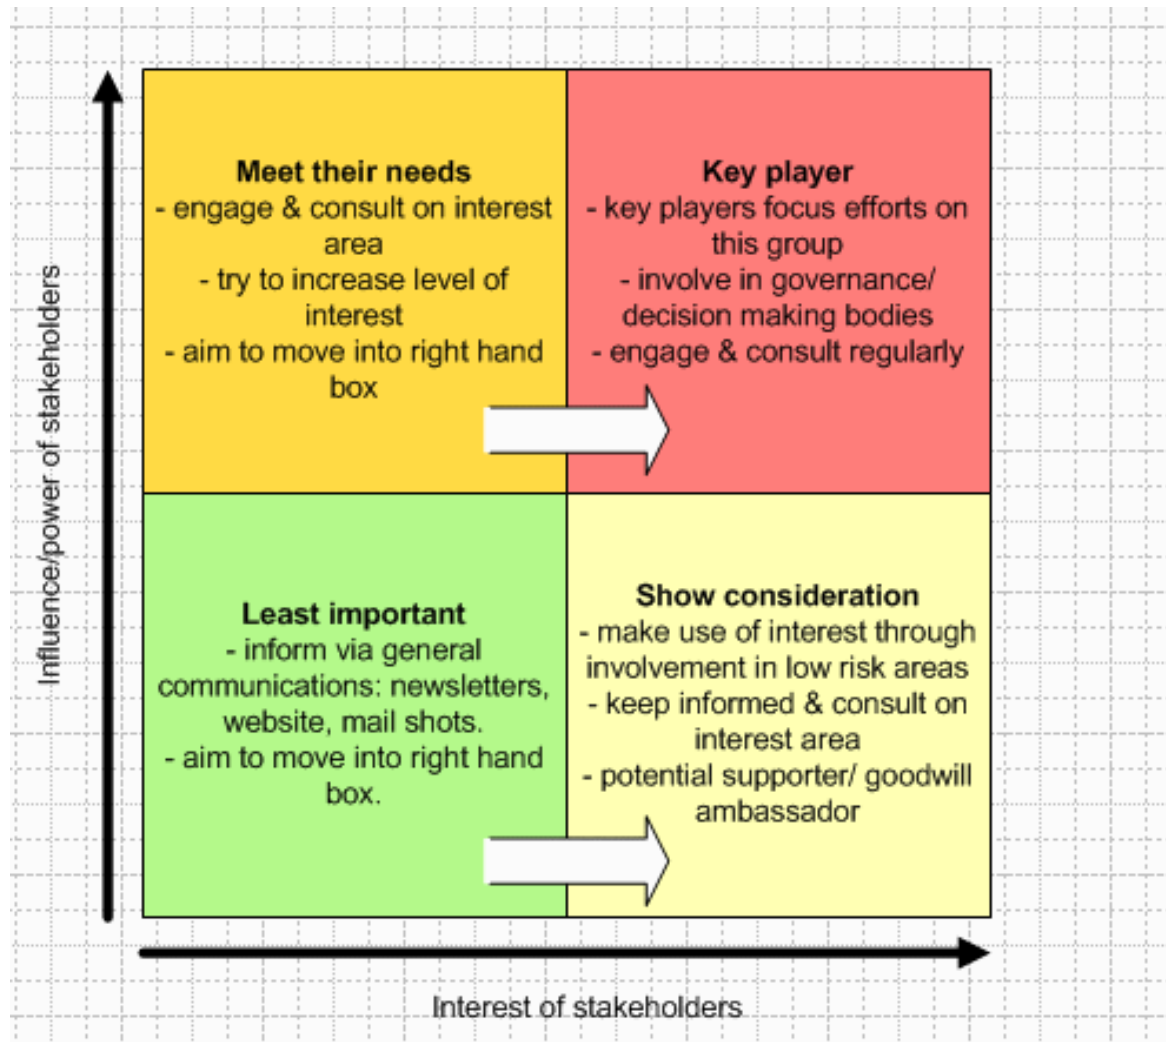 Influence/power of stakeholders
Meet their needs
- engage & consult on interest
area
- try to increase level of
interest
- aim to move into right hand
box
Key player
- key players focus efforts on
this group
- involve in governance/
decision making bodies
- engage & consult regularly
Least important
- inform via general
communications: newsletters,
website, mail shots.
- aim to move into right hand
box.
Show consideration
- make use of interest through
involvement in low risk areas
- keep informed & consult on
interest area
- potential supporter/ goodwill
ambassador
Interest of stakeholders